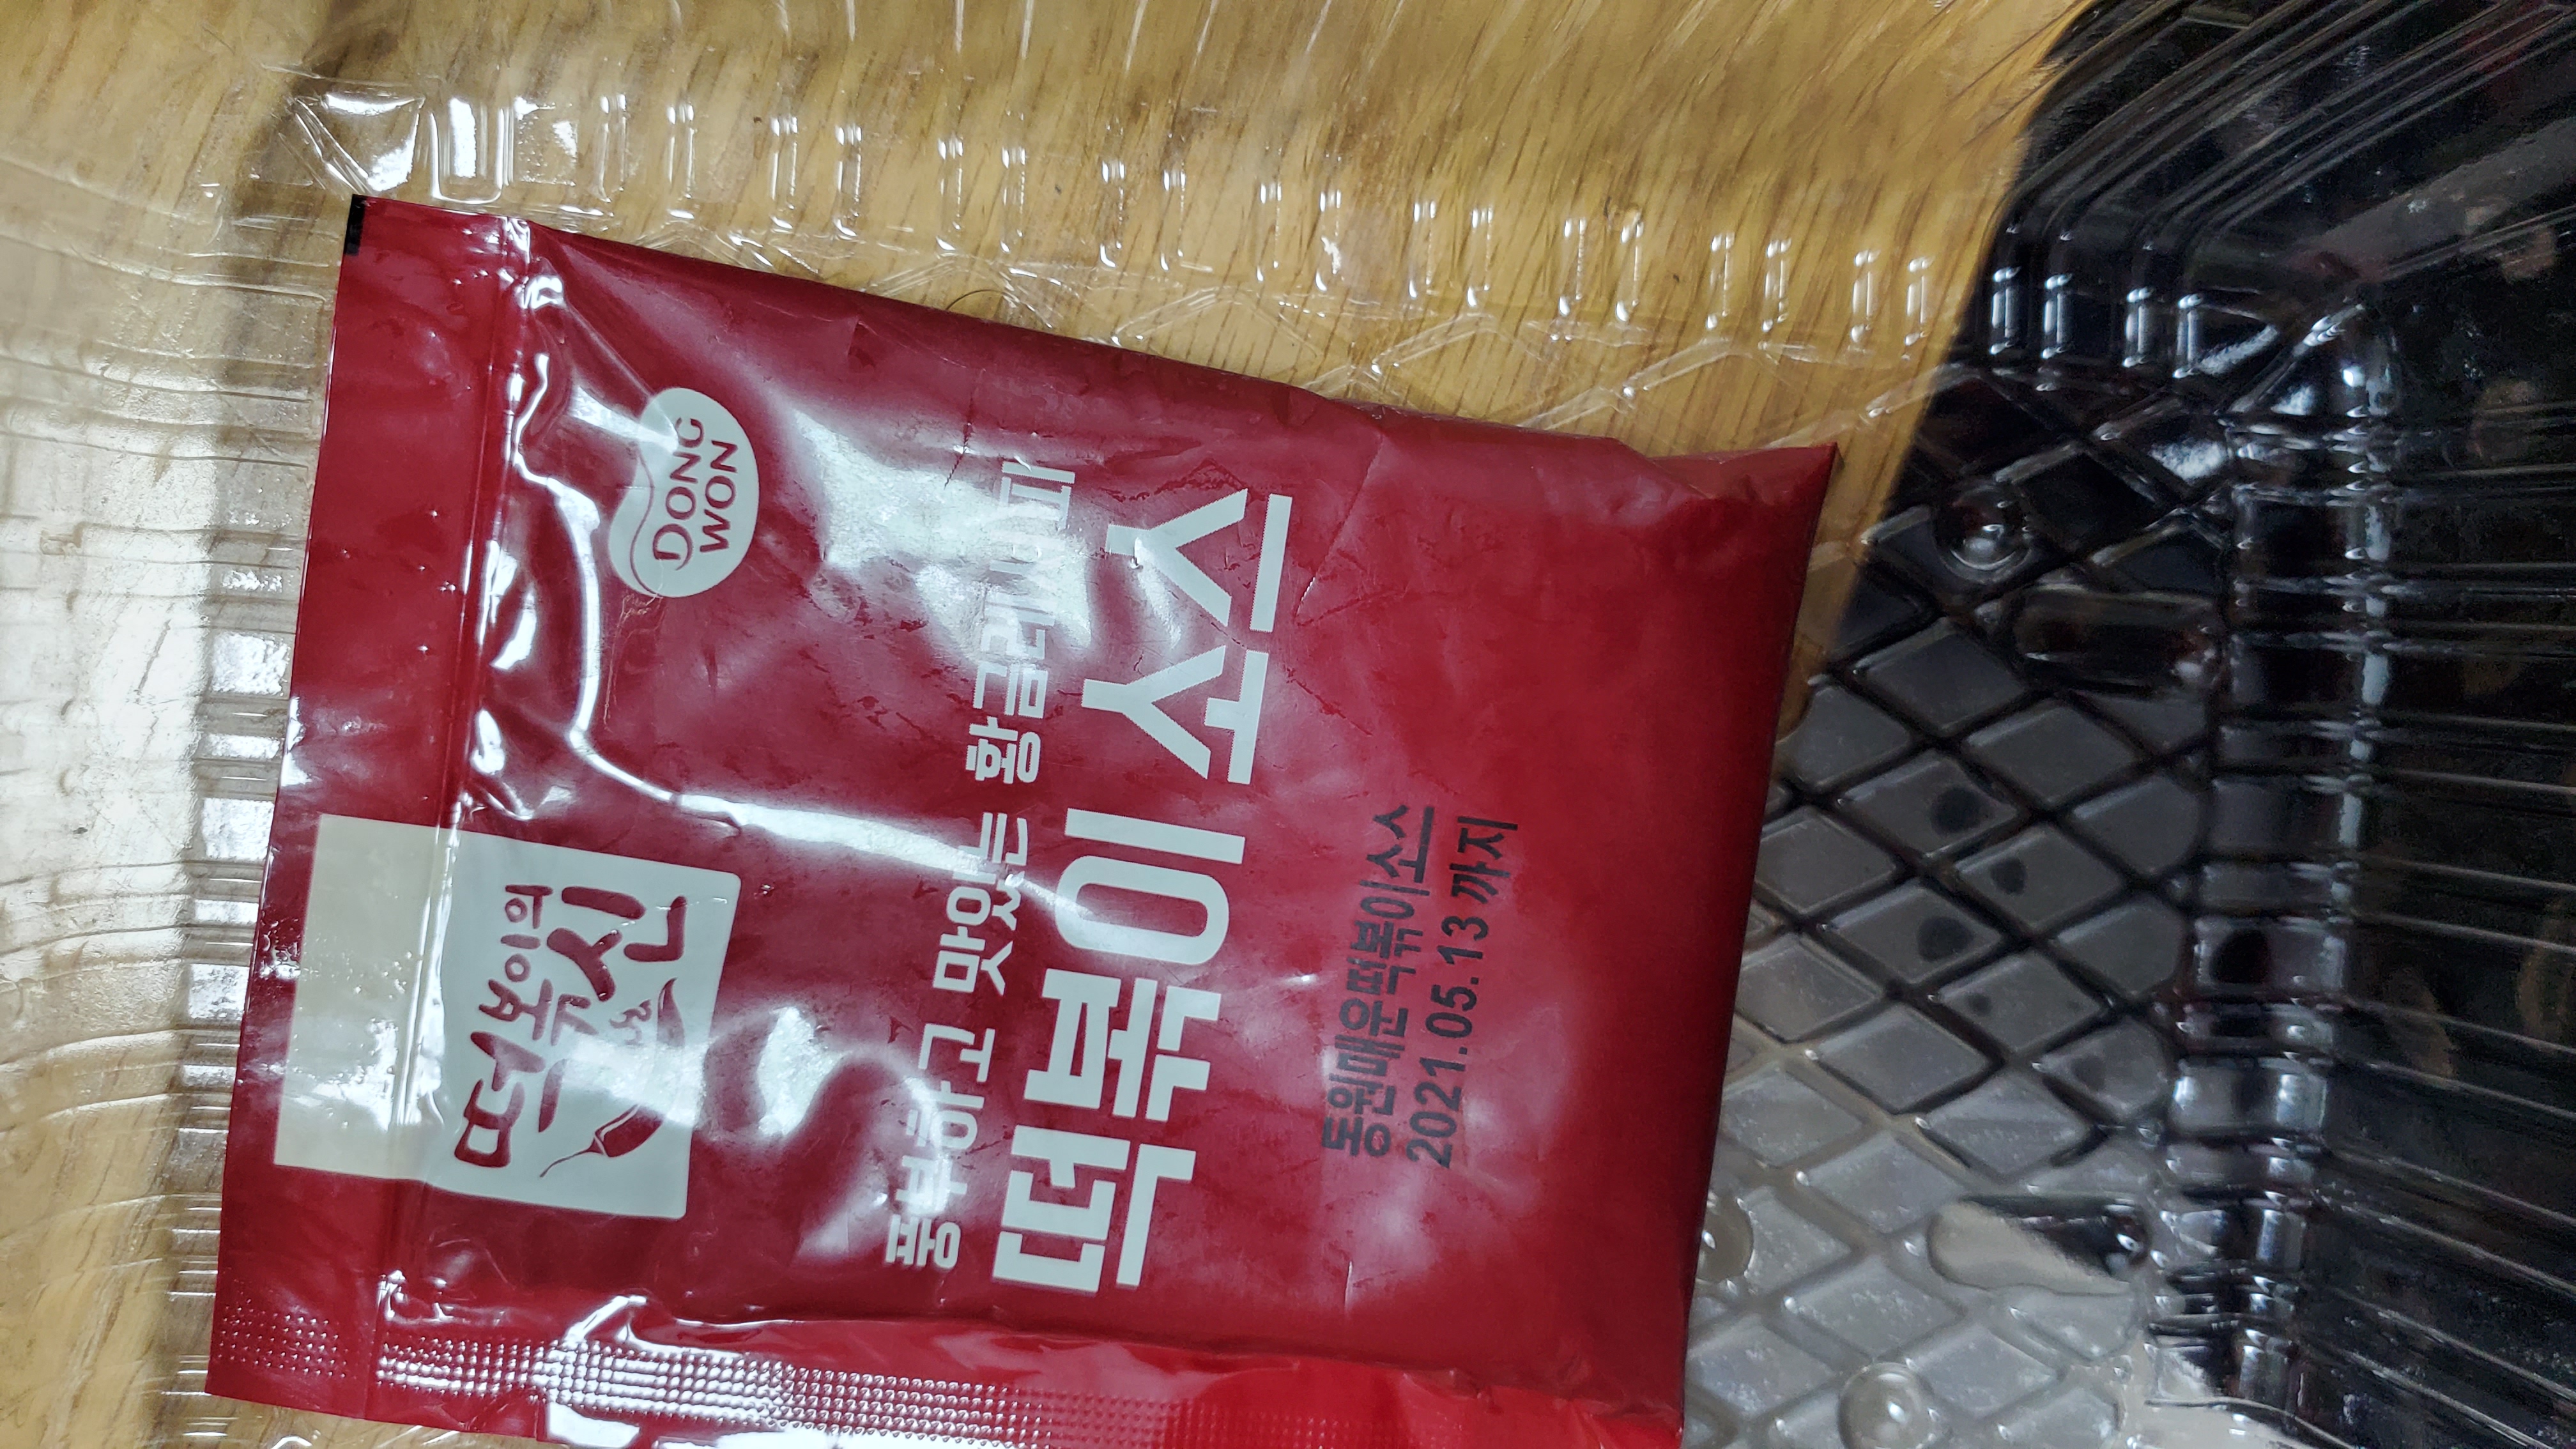 DONG
WON
떡볶이의
신
풍부하고 맛있는 황금레시피
떡볶이 소스
동원매운떡볶이소스
2021.05.13 까지